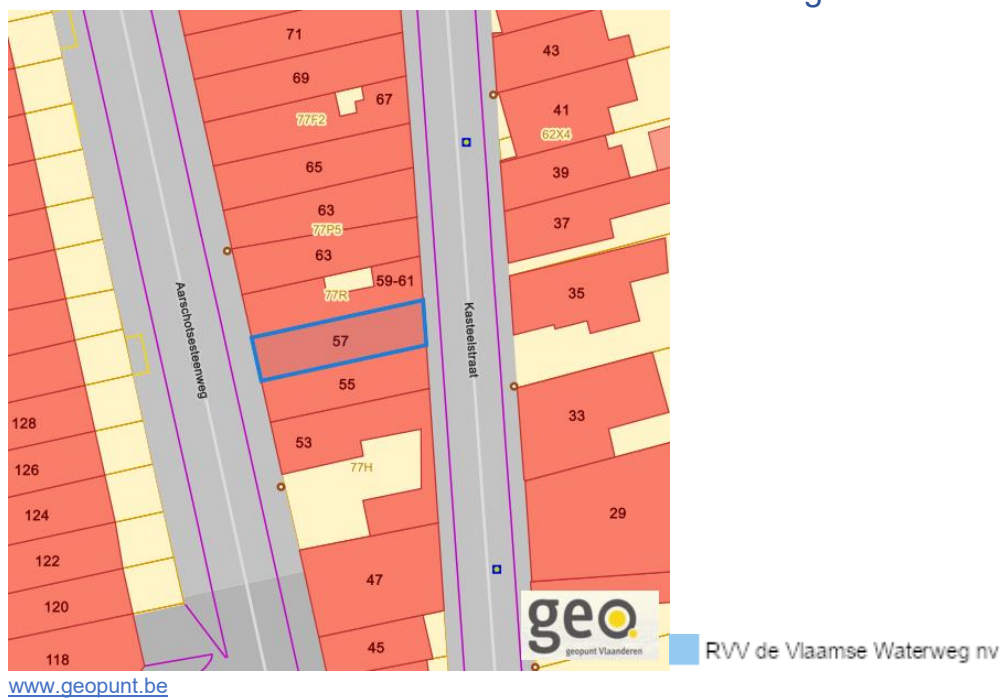 g
71
69
67
77F2
65
63
77P5
63
59-61
77R
57
55
53
77H
47
45
43
41
62X4
39
37
35
33
29
128
126
124
122
120
118
Aarschotsesteenweg
Kasteelstraat
geo.
geopunt Vlaanderen
RVV de Vlaamse Waterweg nv
www.geopunt.be